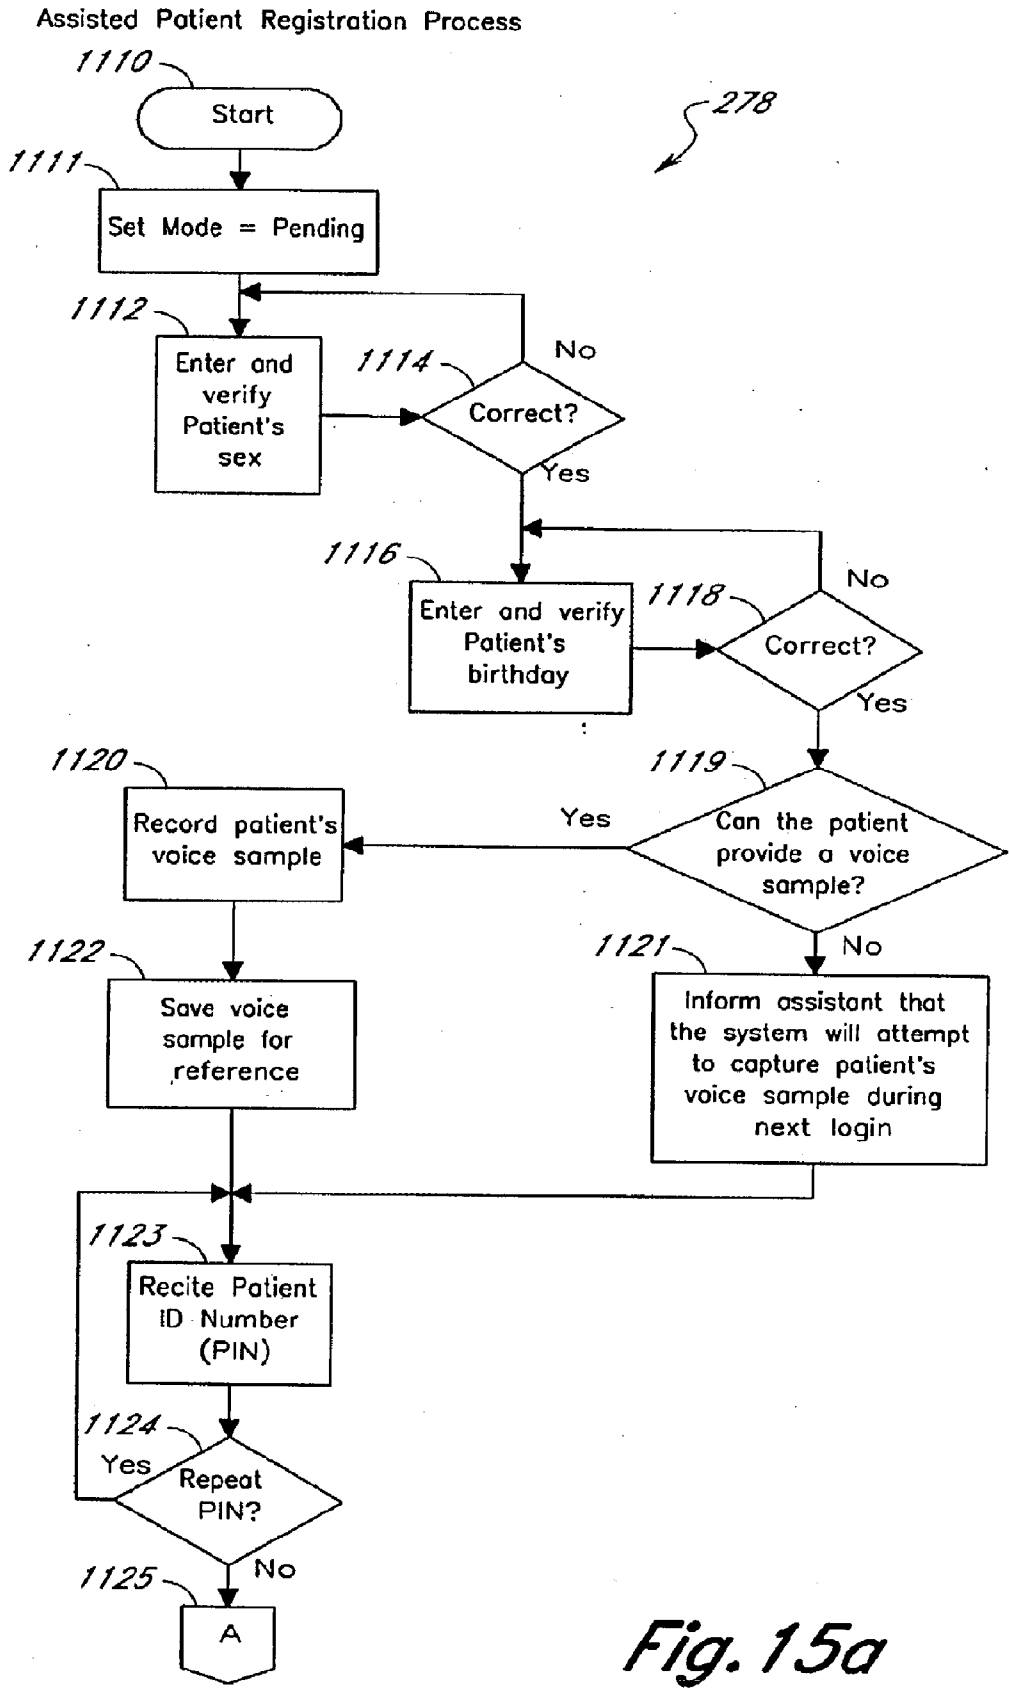 Assisted Patient Registration Process
1110
Start
278
1111
Set Mode = Pending
1112
Enter and
verify
Patient's
sex
1114
No
Correct?
Yes
1116
Enter and verify
Patient's
birthday
1118
No
Correct?
Yes
1119
Can the patient
provide a voice
sample?
Yes
No
1120
Record patient's
voice sample
1122
Save voice
sample for
reference
1121
Inform assistant that
the system will attempt
to capture patient's
voice sample during
next login
1123
Recite Patient
ID Number
(PIN)
1124
Yes
Repeat
PIN?
No
1125
A
Fig. 15a